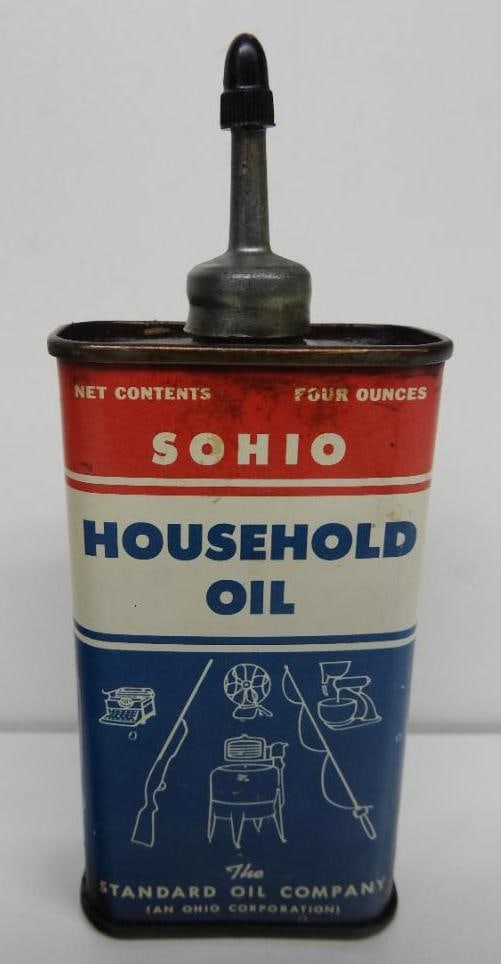 NET CONTENTS FOUR OUNCES
SOHIO
HOUSEHOLD
OIL
The
STANDARD OIL COMPANY
(AN OHIO CORPORATION)